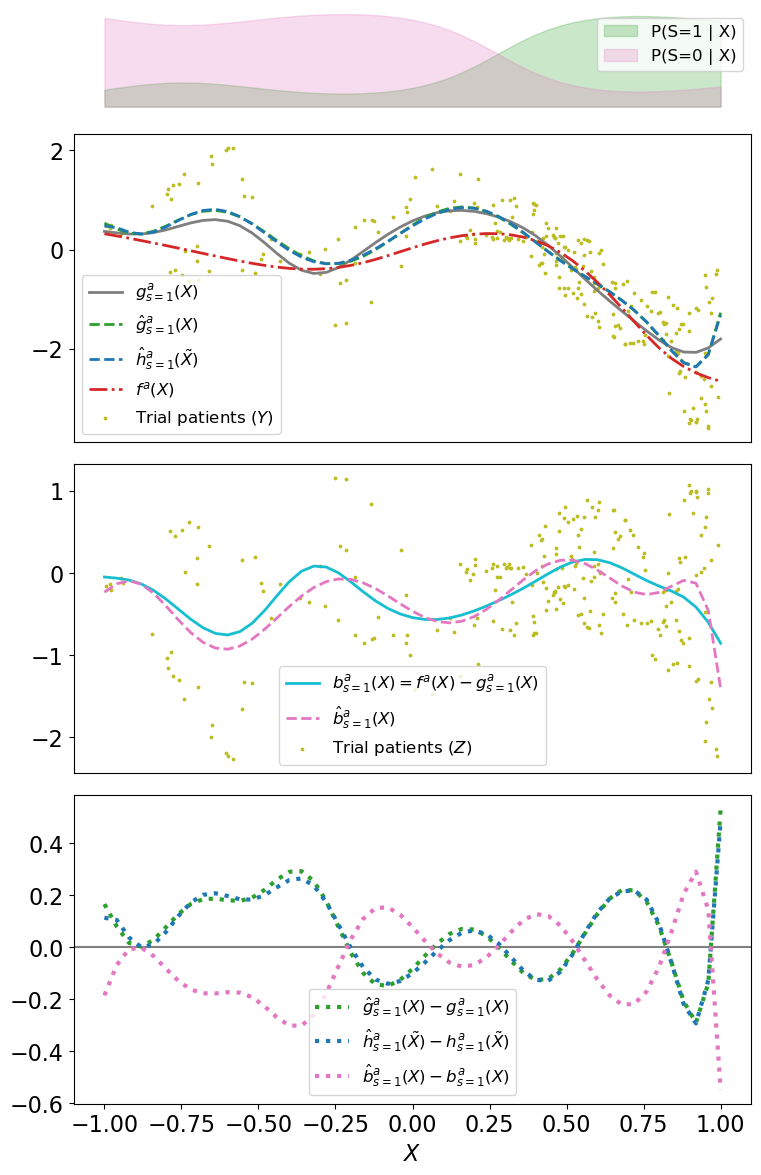 P(S=1 | X)
P(S=0 | X)
2
0
−2
g^a_{s=1}(X)
ĝ^a_{s=1}(X)
ĥ^a_{s=1}(X̃)
f^a(X)
Trial patients (Y)
1
0
−1
−2
b^a_{s=1}(X) = f^a(X) − g^a_{s=1}(X)
b̂^a_{s=1}(X)
Trial patients (Z)
0.4
0.2
0.0
−0.2
−0.4
−0.6
ĝ^a_{s=1}(X) − g^a_{s=1}(X)
ĥ^a_{s=1}(X̃) − h^a_{s=1}(X̃)
b̂^a_{s=1}(X) − b^a_{s=1}(X)
−1.00 −0.75 −0.50 −0.25 0.00 0.25 0.50 0.75 1.00
X